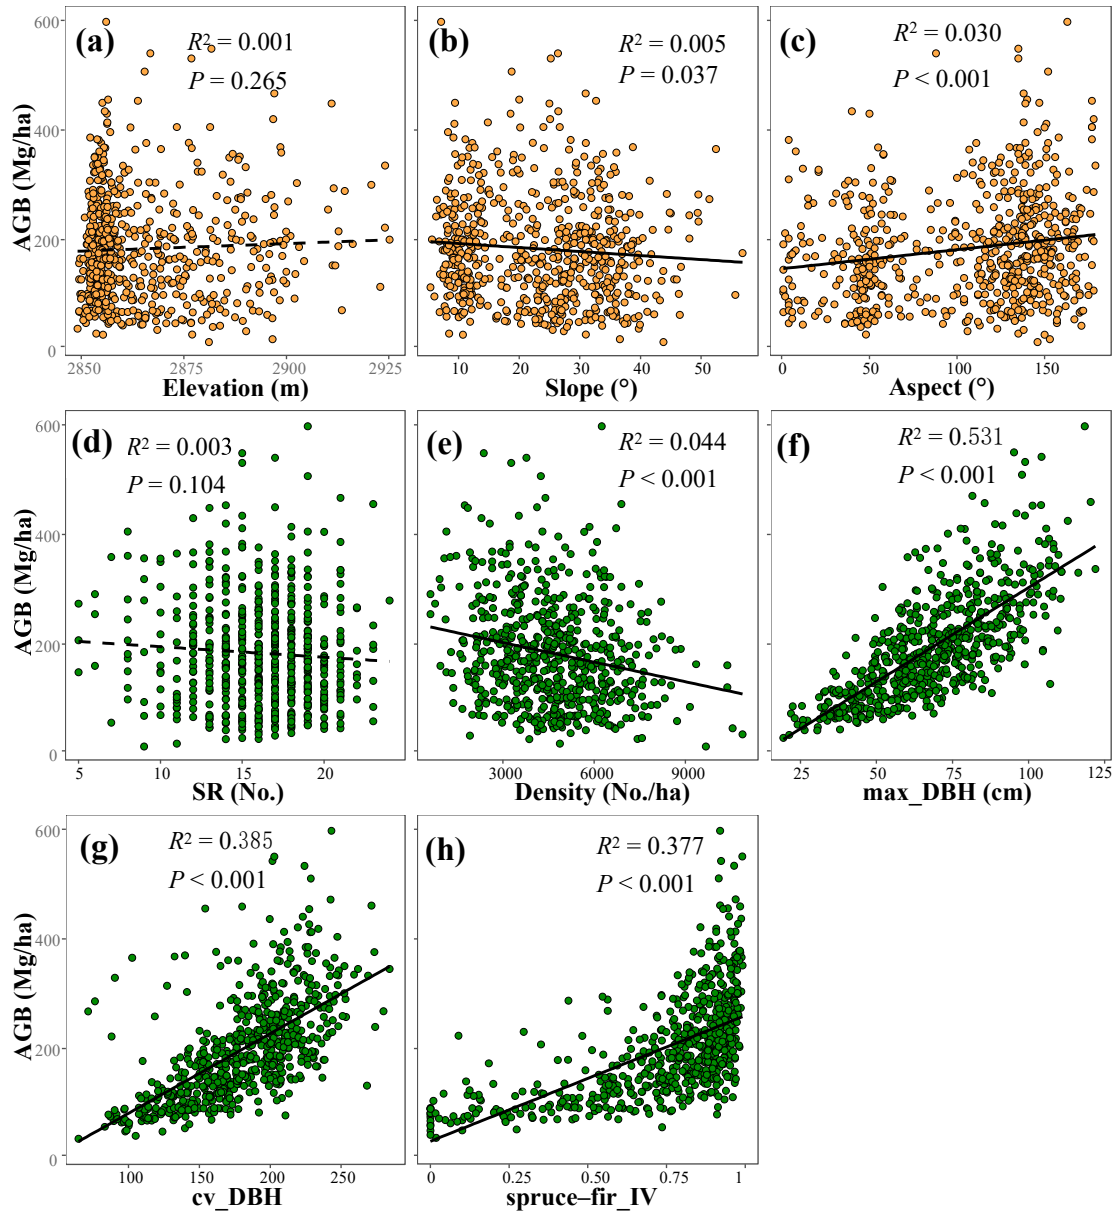 (a)
R² = 0.001
P = 0.265
AGB (Mg/ha)
600
400
200
0
2850
2875
2900
2925
Elevation (m)
(b)
R² = 0.005
P = 0.037
10
20
30
40
50
Slope (°)
(c)
R² = 0.030
P < 0.001
0
50
100
150
Aspect (°)
(d)
R² = 0.003
P = 0.104
AGB (Mg/ha)
600
400
200
0
5
10
15
20
SR (No.)
(e)
R² = 0.044
P < 0.001
3000
6000
9000
Density (No./ha)
(f)
R² = 0.531
P < 0.001
25
50
75
100
125
max_DBH (cm)
(g)
R² = 0.385
P < 0.001
AGB (Mg/ha)
600
400
200
0
100
150
200
250
cv_DBH
(h)
R² = 0.377
P < 0.001
0
0.25
0.50
0.75
1
spruce–fir_IV